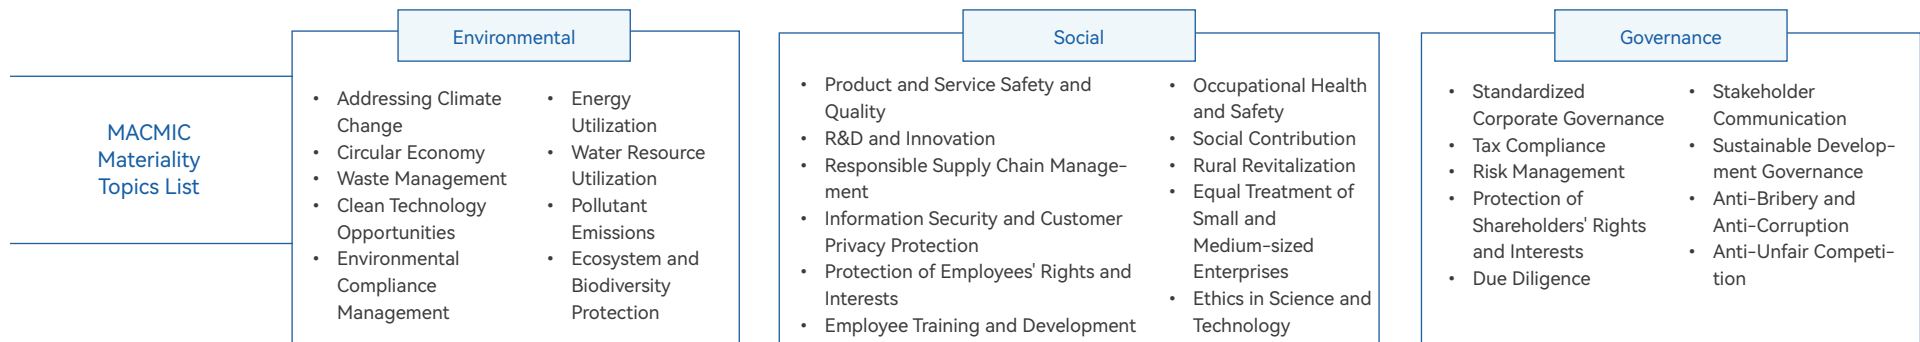 MACMIC
Materiality
Topics List
Environmental
• Addressing Climate
Change
• Circular Economy
• Waste Management
• Clean Technology
Opportunities
• Environmental
Compliance
Management
• Energy
Utilization
• Water Resource
Utilization
• Pollutant
Emissions
• Ecosystem and
Biodiversity
Protection
Social
• Product and Service Safety and
Quality
• R&D and Innovation
• Responsible Supply Chain Manage-
ment
• Information Security and Customer
Privacy Protection
• Protection of Employees' Rights and
Interests
• Employee Training and Development
• Occupational Health
and Safety
• Social Contribution
• Rural Revitalization
• Equal Treatment of
Small and
Medium-sized
Enterprises
• Ethics in Science and
Technology
Governance
• Standardized
Corporate Governance
• Tax Compliance
• Risk Management
• Protection of
Shareholders' Rights
and Interests
• Due Diligence
• Stakeholder
Communication
• Sustainable Develop-
ment Governance
• Anti-Bribery and
Anti-Corruption
• Anti-Unfair Competi-
tion